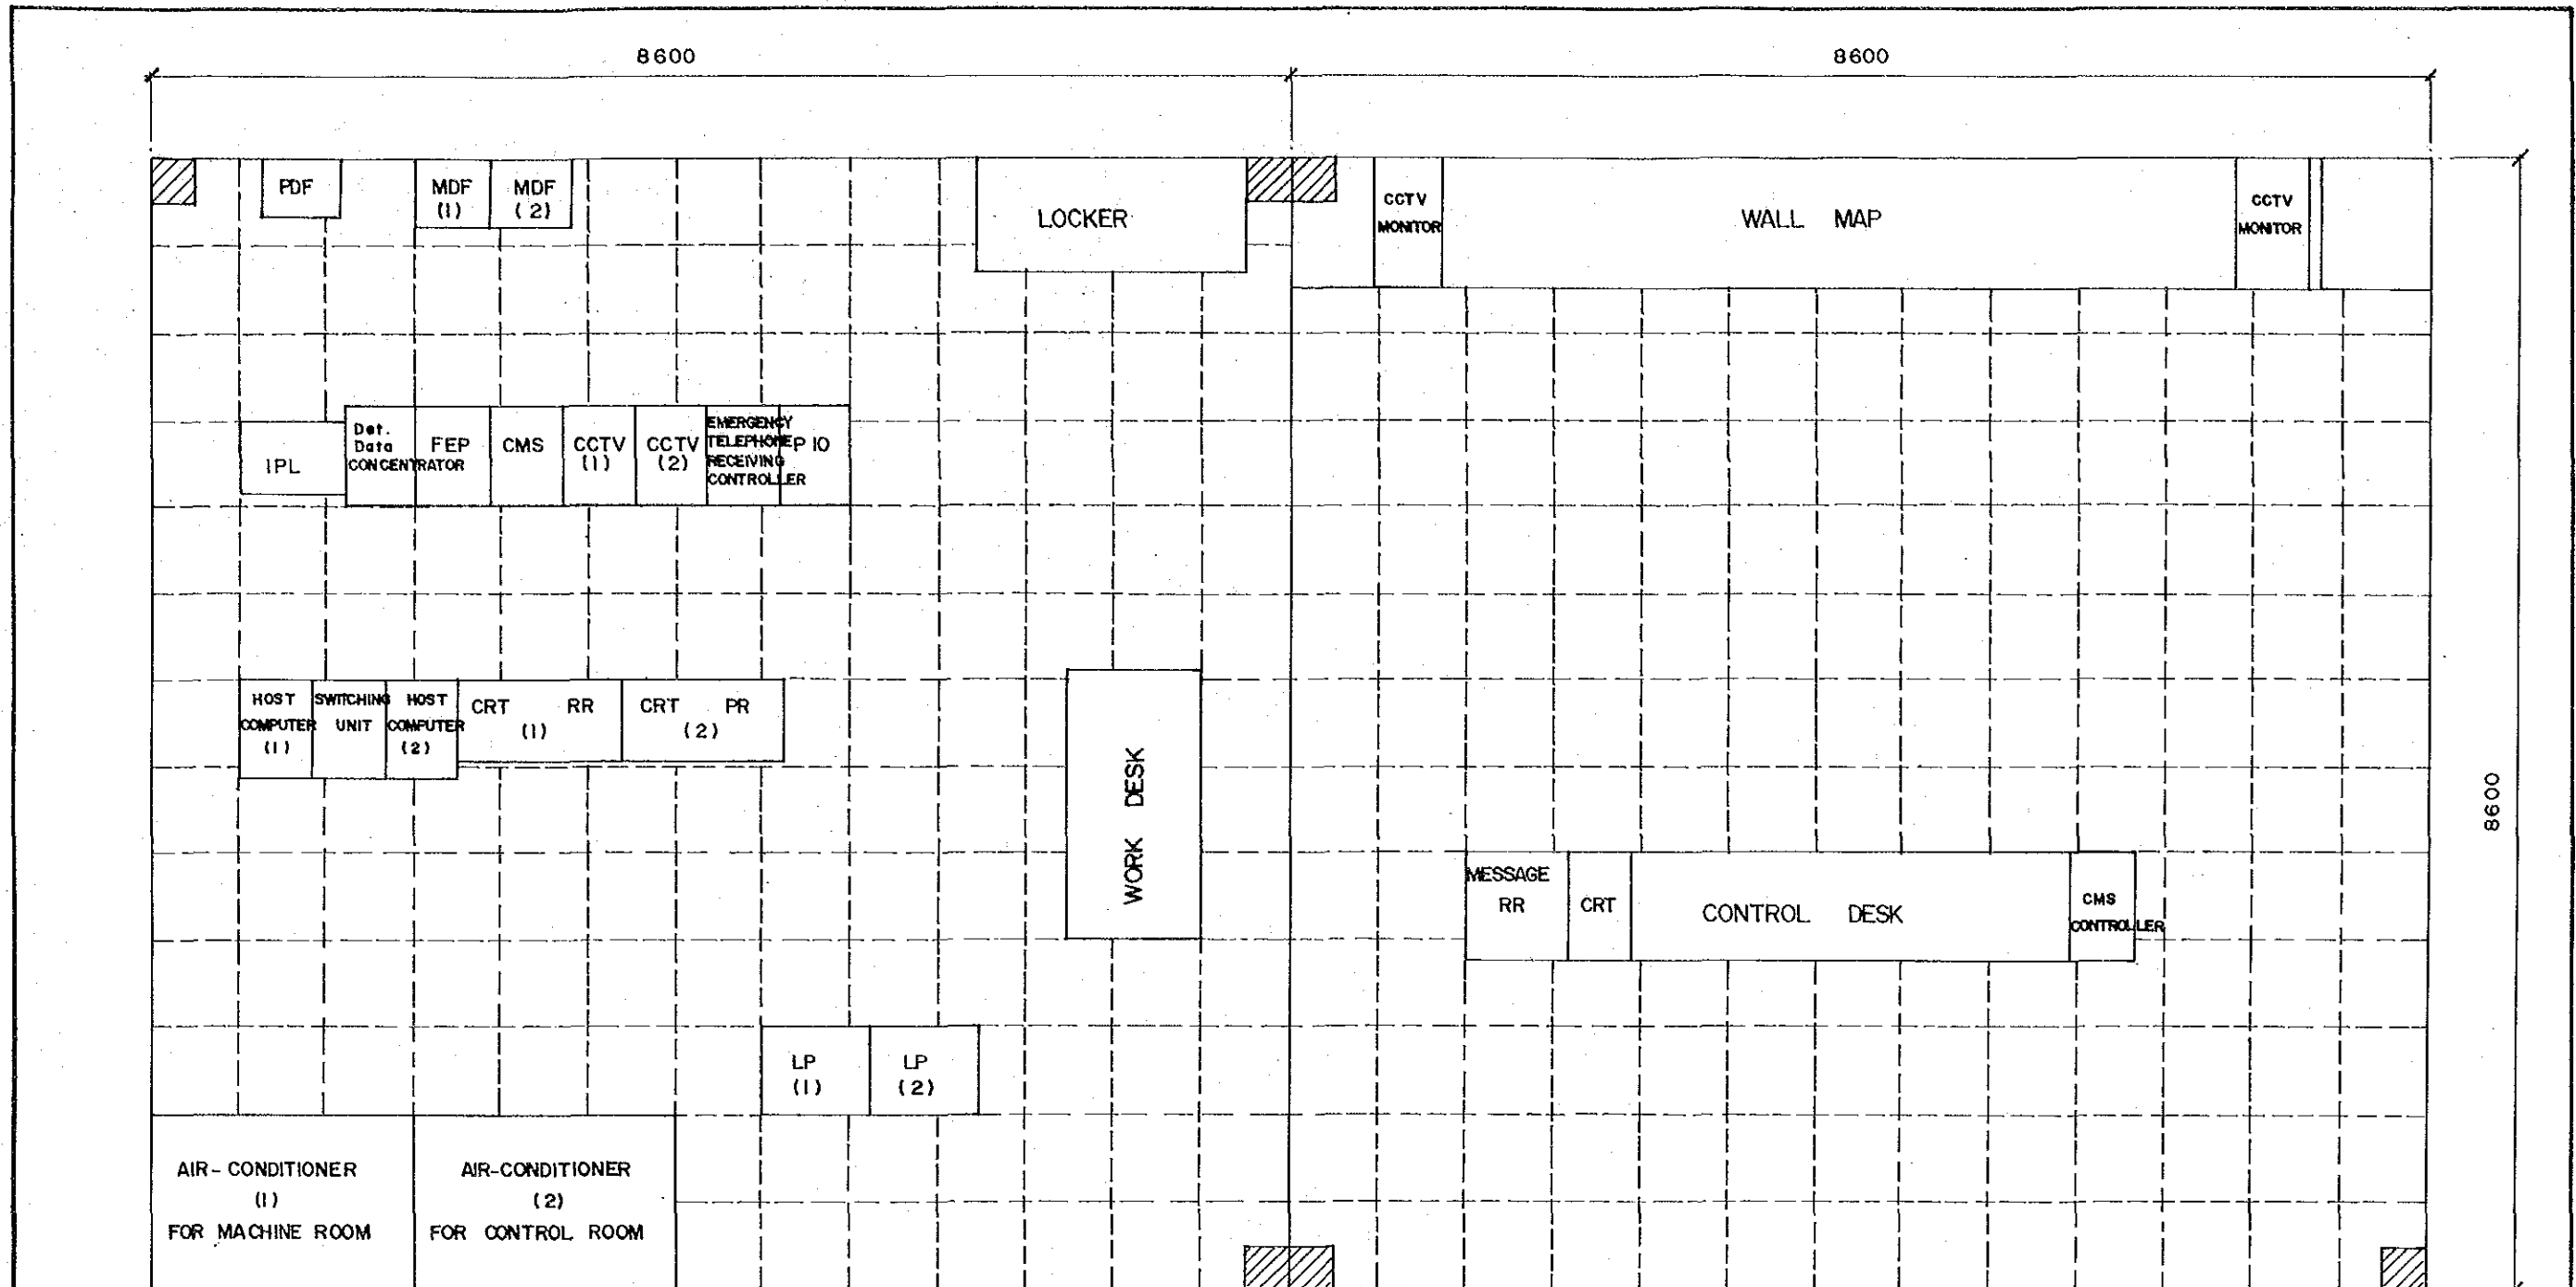 8600
8600
PDF
MDF
(1)
MDF
(2)
LOCKER
CCTV
MONITOR
WALL MAP
CCTV
MONITOR
IPL
Det.
Data
CONCENTRATOR
FEP
CMS
CCTV
(1)
CCTV
(2)
EMERGENCY
TELEPHONE
RECEIVING
CONTROLLER
P IO
HOST
COMPUTER
(1)
SWITCHING
UNIT
HOST
COMPUTER
(2)
CRT RR
(1)
CRT PR
(2)
WORK DESK
8600
MESSAGE
RR
CRT
CONTROL DESK
CMS
CONTROLLER
LP
(1)
LP
(2)
AIR-CONDITIONER
(1)
FOR MACHINE ROOM
AIR-CONDITIONER
(2)
FOR CONTROL ROOM